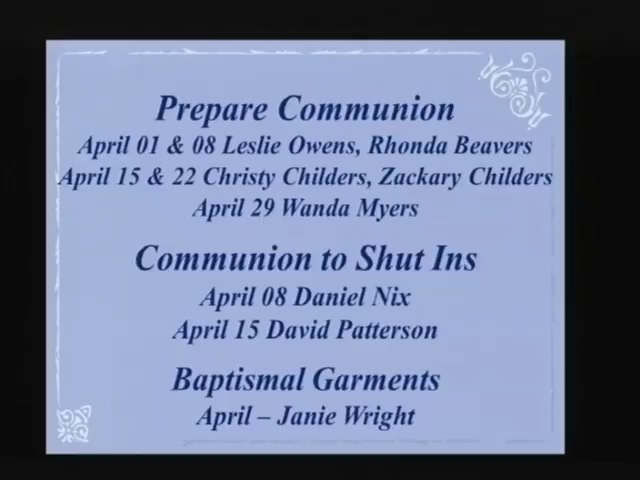 Prepare Communion
April 01 & 08 Leslie Owens, Rhonda Beavers
April 15 & 22 Christy Childers, Zackary Childers
April 29 Wanda Myers
Communion to Shut Ins
April 08 Daniel Nix
April 15 David Patterson
Baptismal Garments
April – Janie Wright